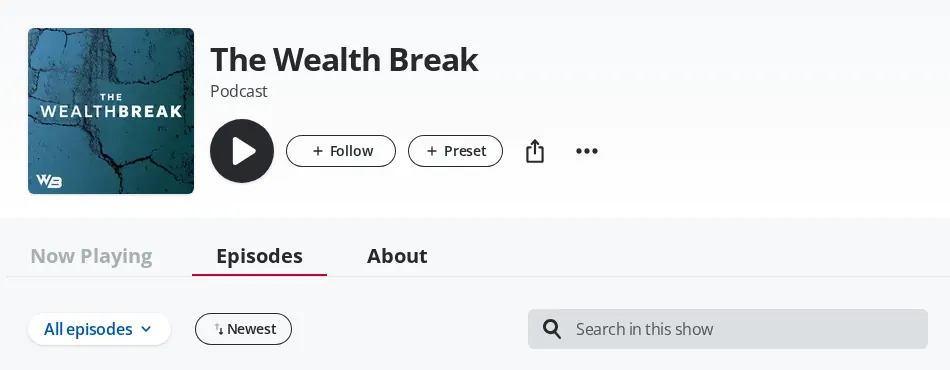 THE
WEALTHBREAK
WB
The Wealth Break
Podcast
+ Follow
+ Preset
Now Playing
Episodes
About
All episodes
Newest
Search in this show